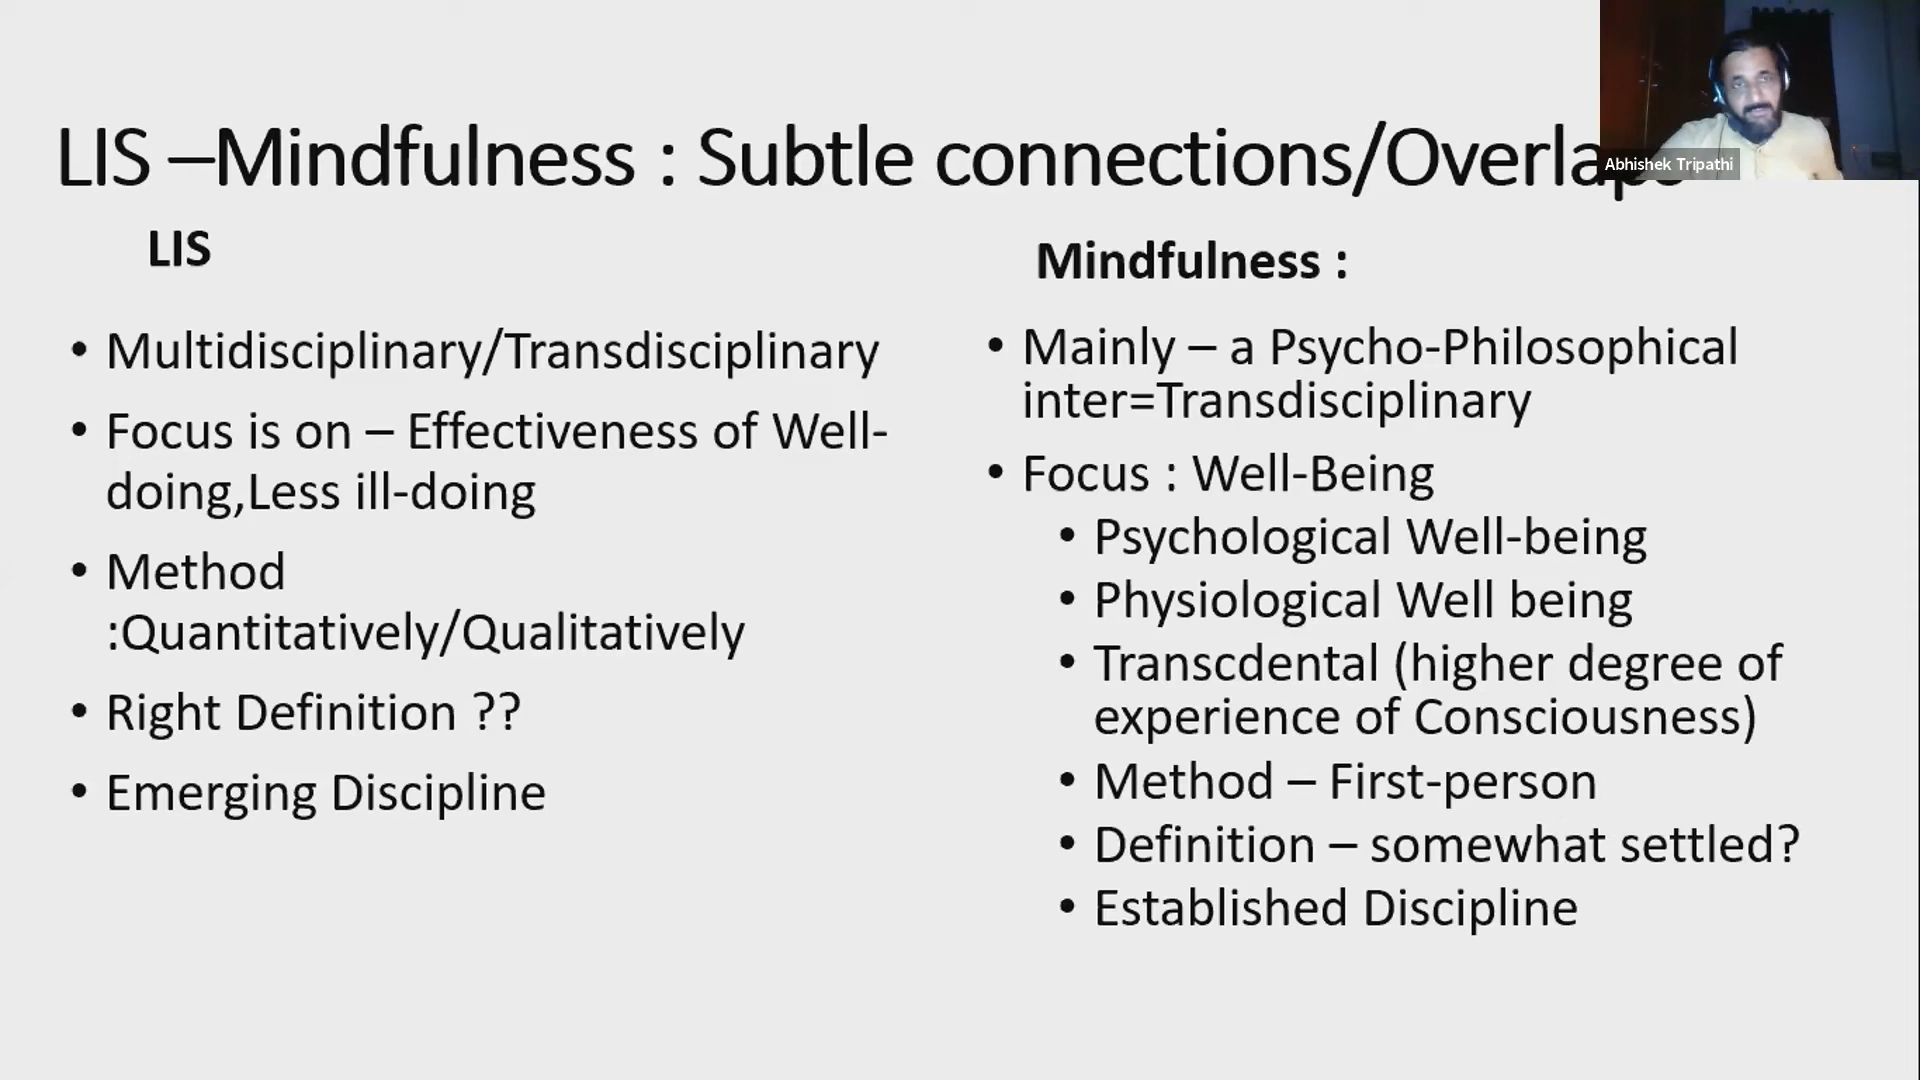 LIS –Mindfulness : Subtle connections/Overlaps
Abhishek Tripathi
LIS
• Multidisciplinary/Transdisciplinary
• Focus is on – Effectiveness of Well-
doing,Less ill-doing
• Method
:Quantitatively/Qualitatively
• Right Definition ??
• Emerging Discipline
Mindfulness :
• Mainly – a Psycho-Philosophical
inter=Transdisciplinary
• Focus : Well-Being
• Psychological Well-being
• Physiological Well being
• Transcdental (higher degree of
experience of Consciousness)
• Method – First-person
• Definition – somewhat settled?
• Established Discipline